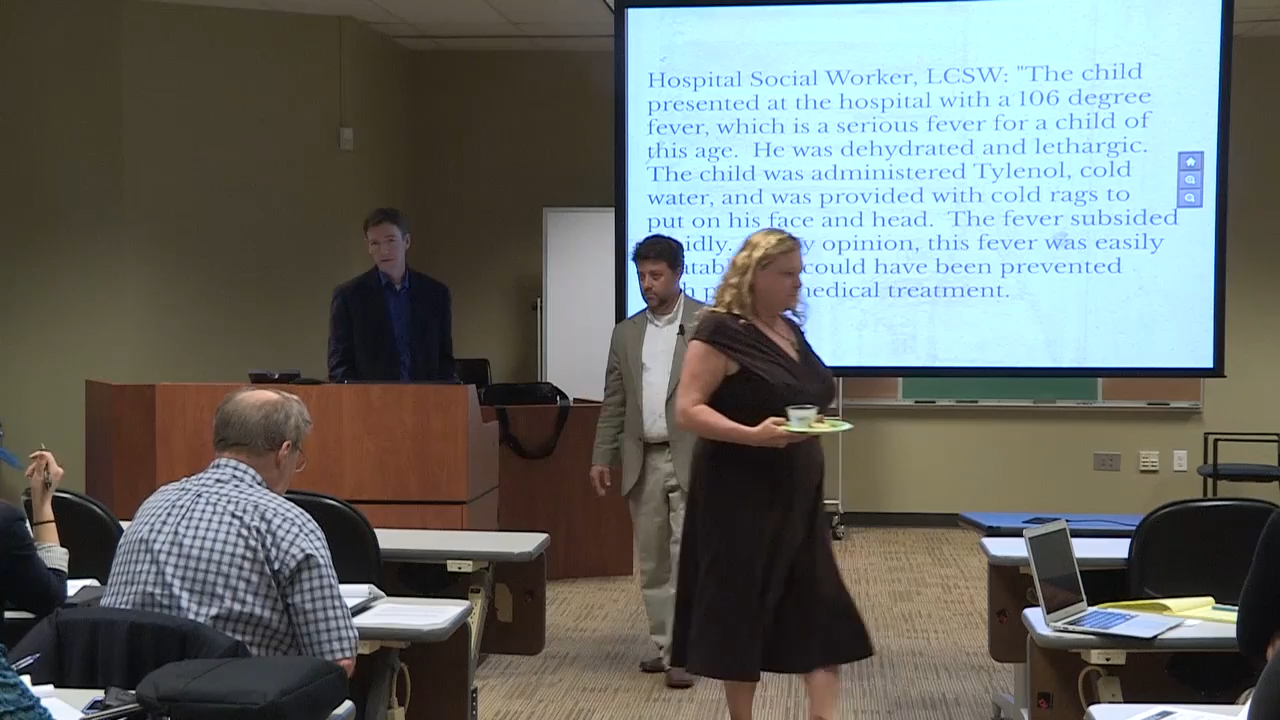 Hospital Social Worker, LCSW: "The child
presented at the hospital with a 106 degree
fever, which is a serious fever for a child of
this age. He was dehydrated and lethargic.
The child was administered Tylenol, cold
water, and was provided with cold rags to
put on his face and head. The fever subsided
opinion, this fever was easily
could have been prevented
medical treatment.